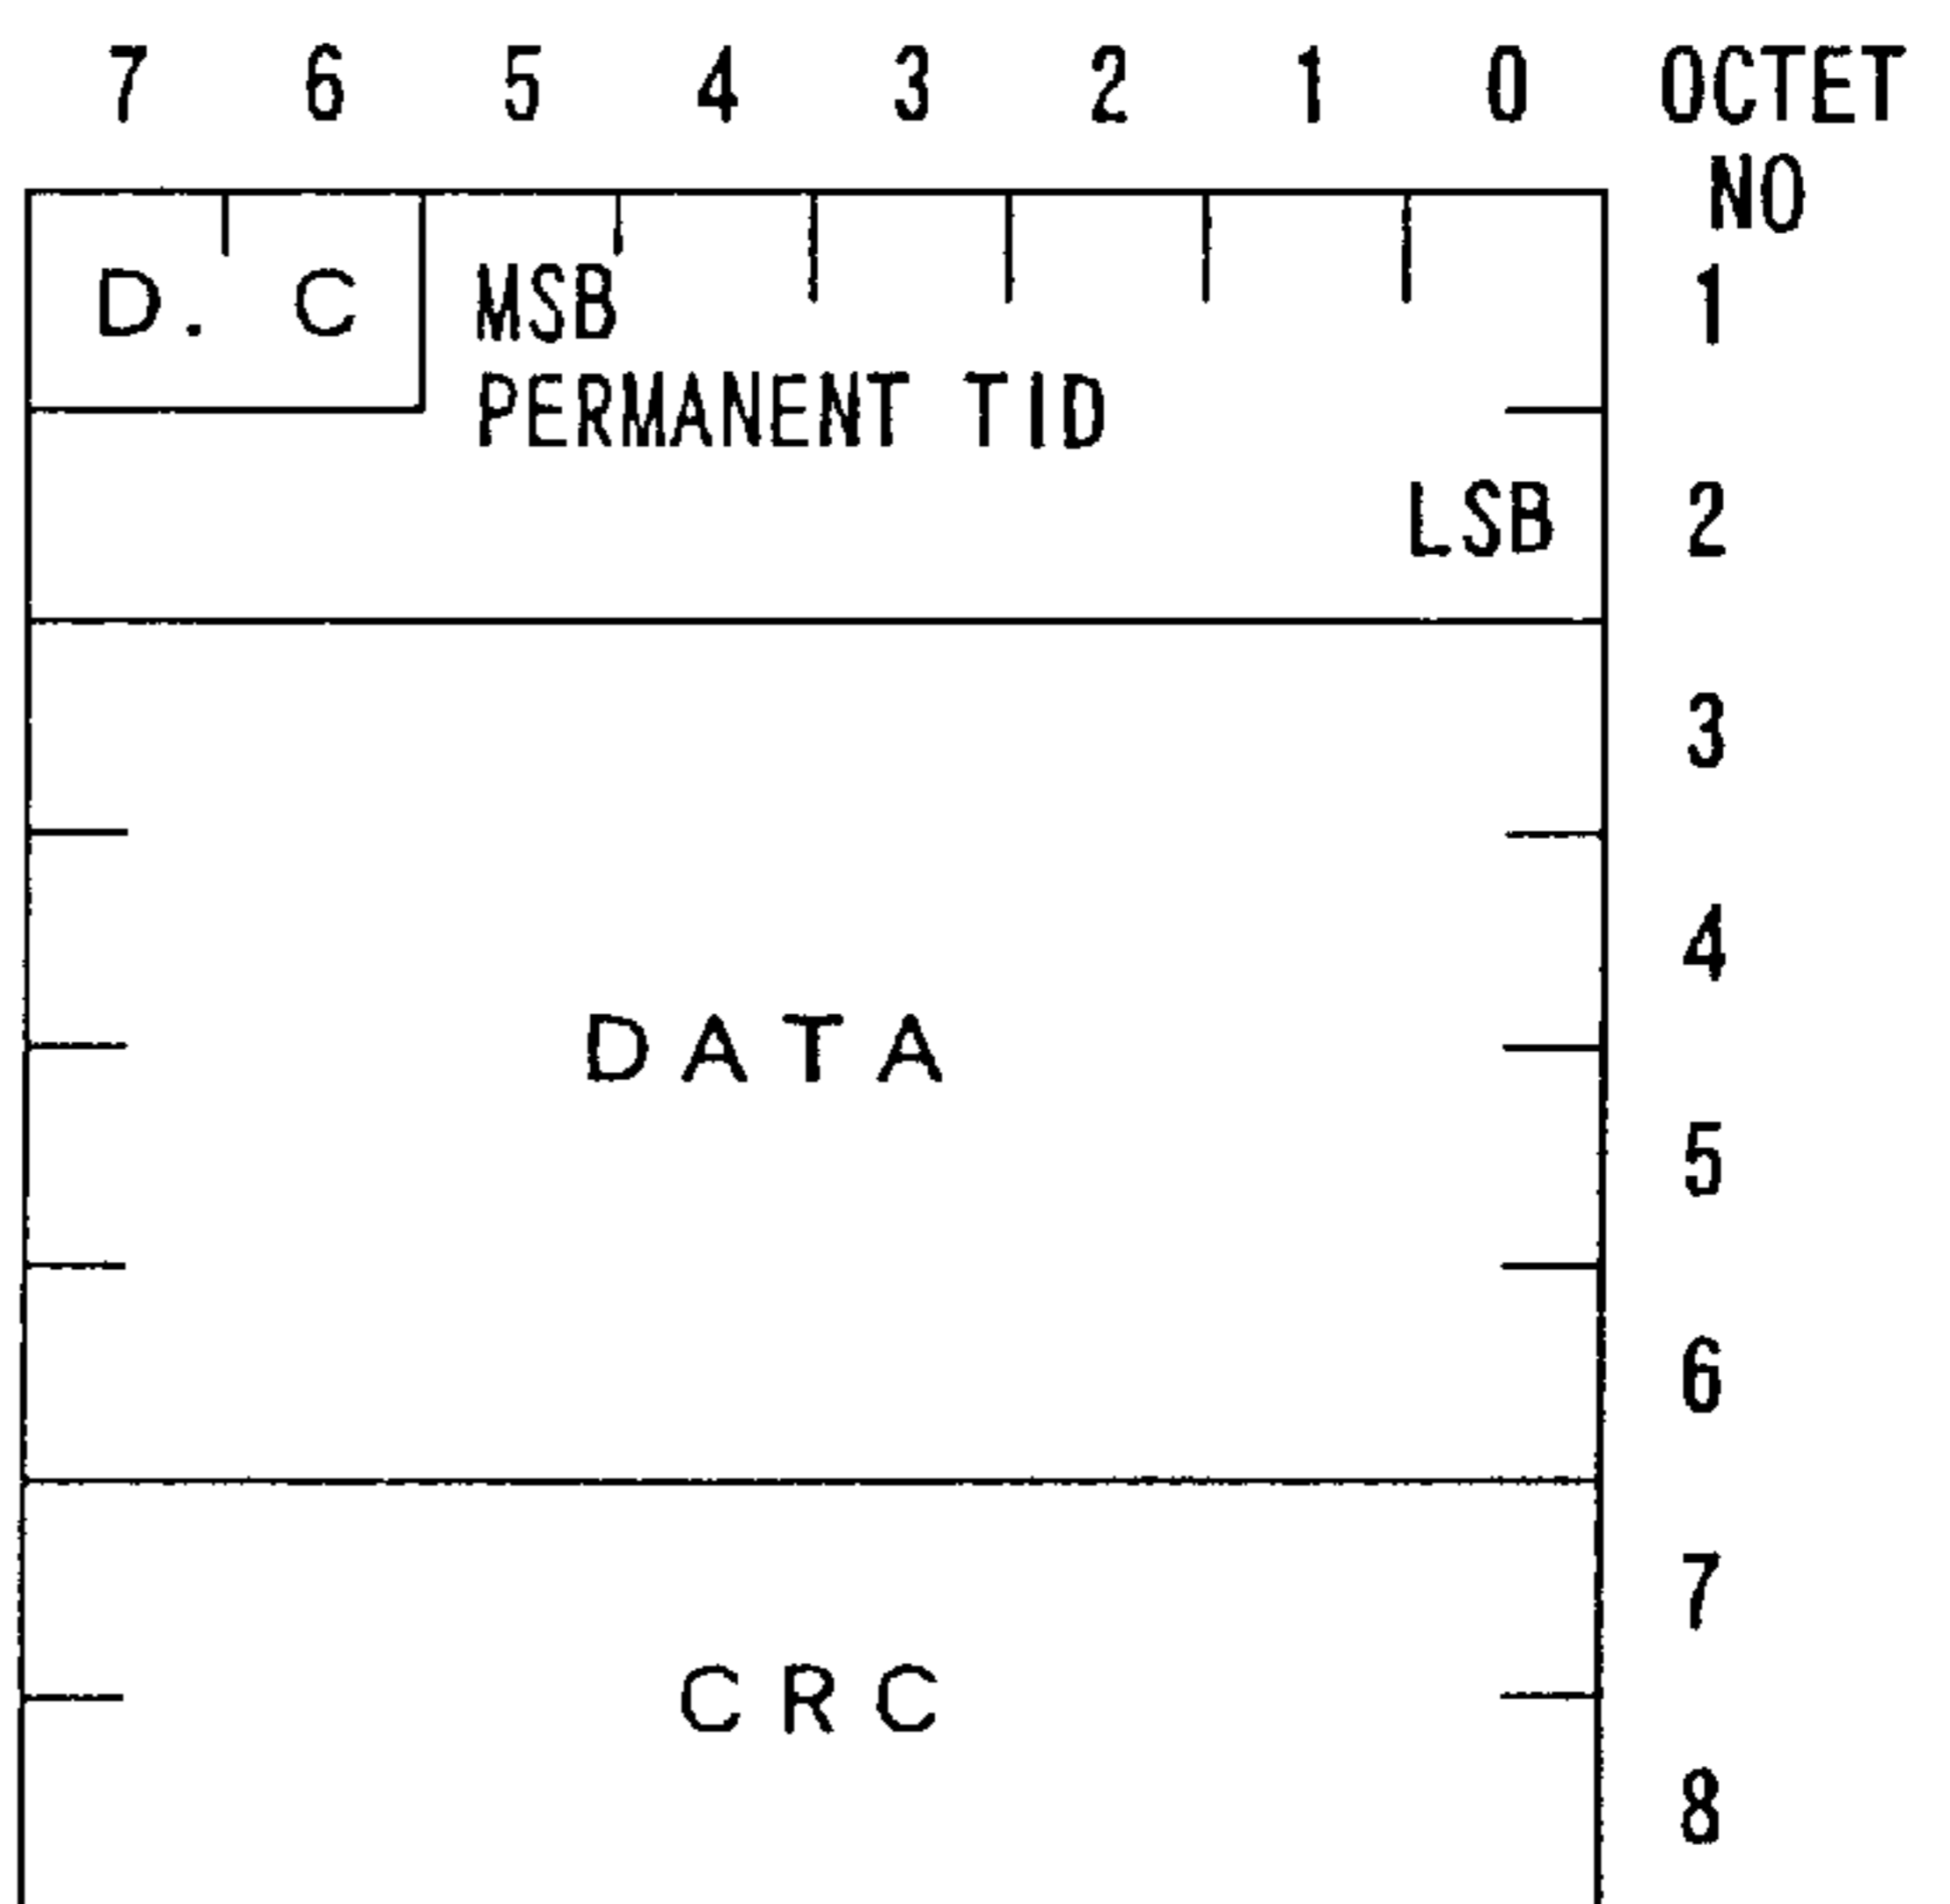 7 6 5 4 3 2 1 0 OCTET
NO
D. C MSB 1
PERMANENT TID
LSB 2
3
4
DATA
5
6
7
CRC
8